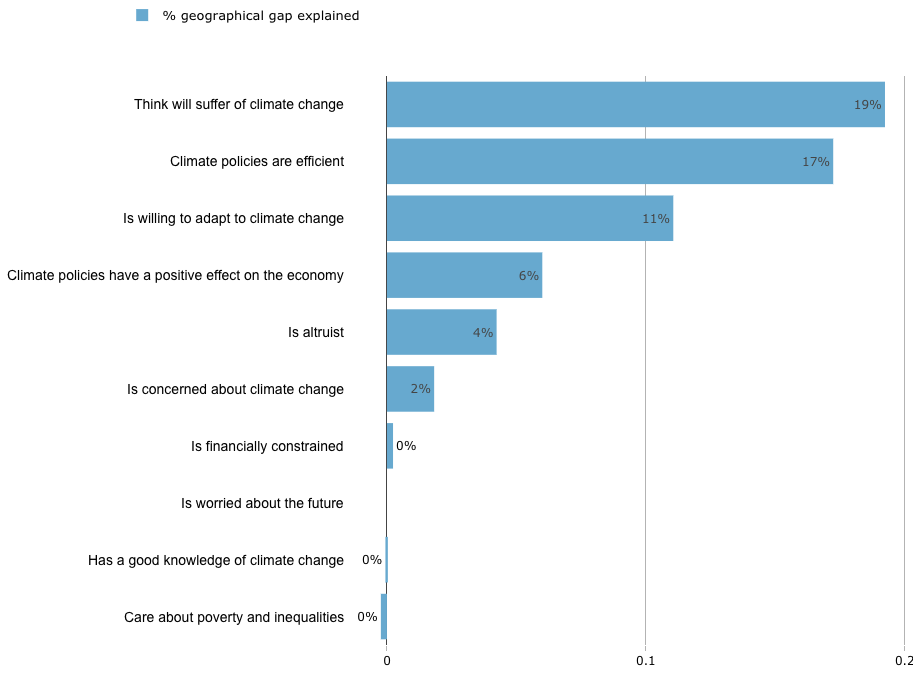 % geographical gap explained
Think will suffer of climate change 19%
Climate policies are efficient 17%
Is willing to adapt to climate change 11%
Climate policies have a positive effect on the economy 6%
Is altruist 4%
Is concerned about climate change 2%
Is financially constrained 0%
Is worried about the future
Has a good knowledge of climate change 0%
Care about poverty and inequalities 0%
0 0.1 0.2